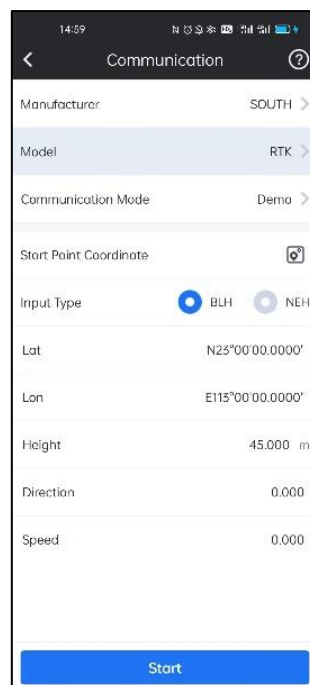 14:59
Communication
Manufacturer SOUTH
Model RTK
Communication Mode Demo
Start Point Coordinate
Input Type BLH NEH
Lat N23°00'00.0000"
Lon E113°00'00.0000"
Height 45.000 m
Direction 0.000
Speed 0.000
Start